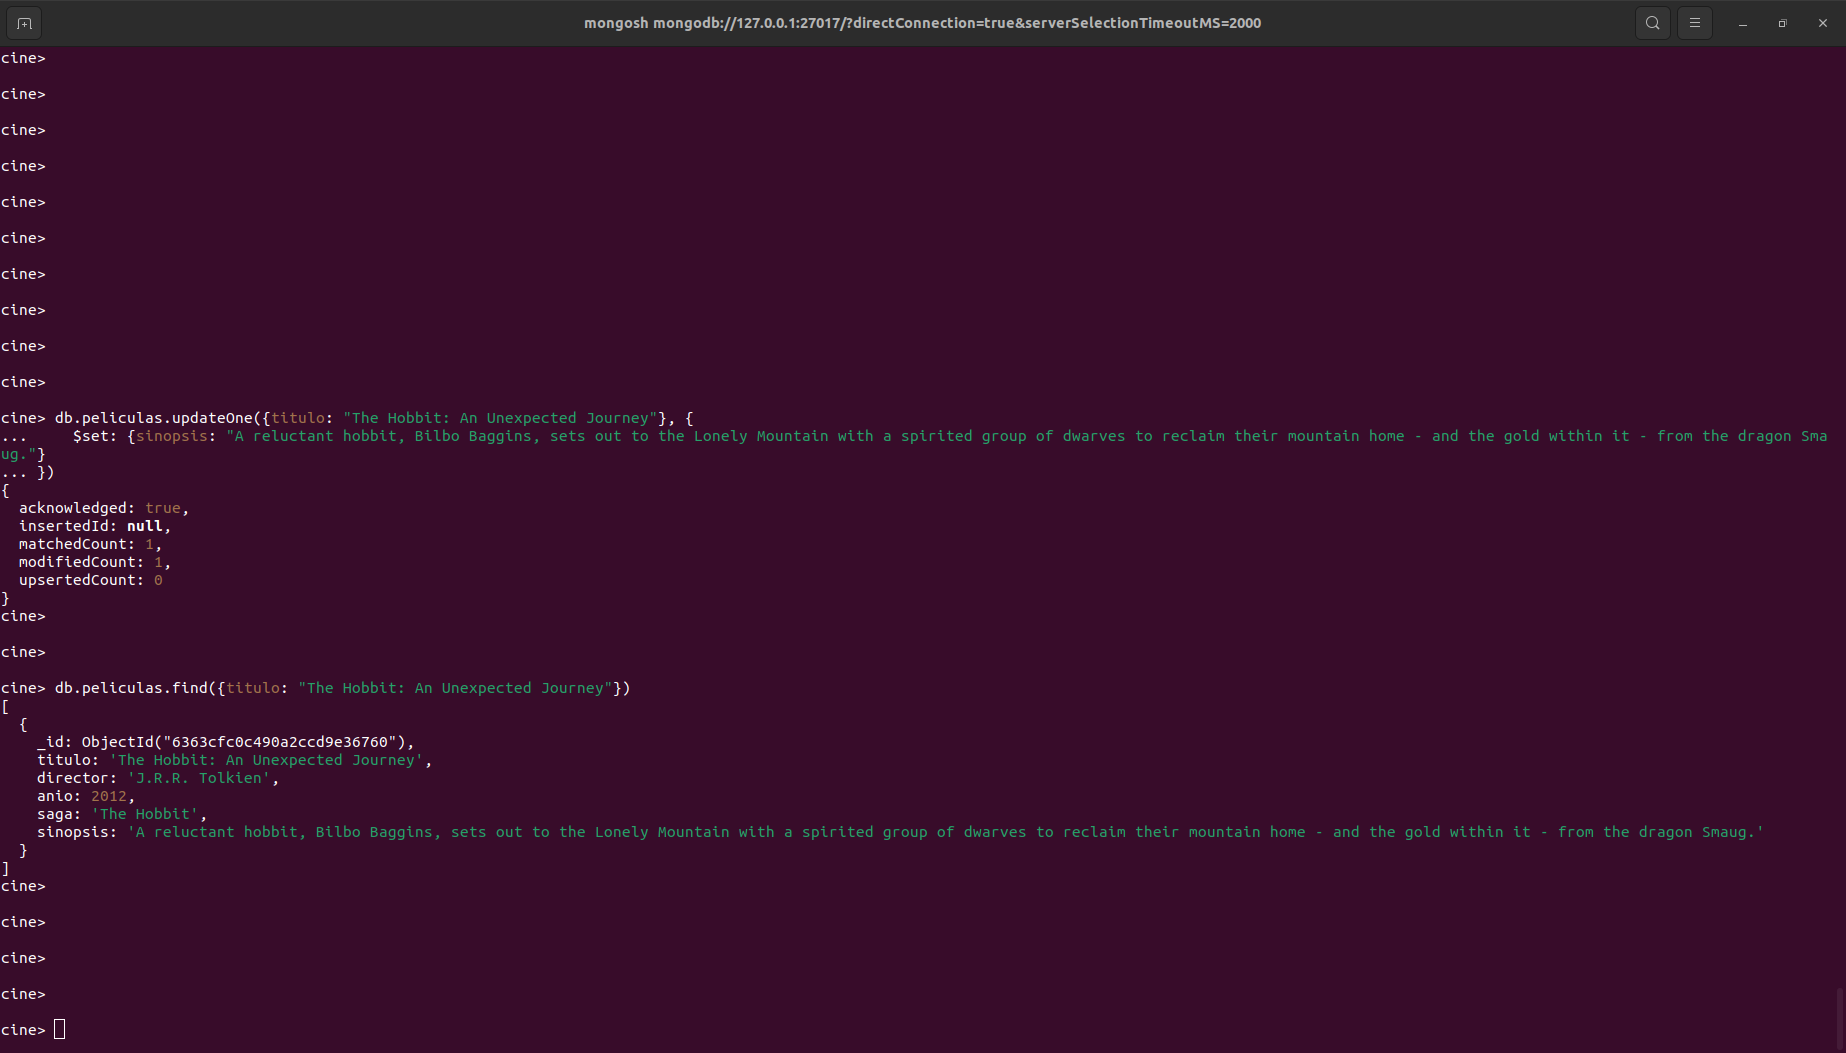 mongosh mongodb://127.0.0.1:27017/?directConnection=true&serverSelectionTimeoutMS=2000
cine>
cine>
cine>
cine>
cine>
cine>
cine>
cine>
cine>
cine>
cine> db.peliculas.updateOne({titulo: "The Hobbit: An Unexpected Journey"}, {
...     $set: {sinopsis: "A reluctant hobbit, Bilbo Baggins, sets out to the Lonely Mountain with a spirited group of dwarves to reclaim their mountain home - and the gold within it - from the dragon Sma
ug."}
... })
{
  acknowledged: true,
  insertedId: null,
  matchedCount: 1,
  modifiedCount: 1,
  upsertedCount: 0
}
cine>
cine>
cine> db.peliculas.find({titulo: "The Hobbit: An Unexpected Journey"})
[
  {
    _id: ObjectId("6363cfc0c490a2ccd9e36760"),
    titulo: 'The Hobbit: An Unexpected Journey',
    director: 'J.R.R. Tolkien',
    anio: 2012,
    saga: 'The Hobbit',
    sinopsis: 'A reluctant hobbit, Bilbo Baggins, sets out to the Lonely Mountain with a spirited group of dwarves to reclaim their mountain home - and the gold within it - from the dragon Smaug.'
  }
]
cine>
cine>
cine>
cine>
cine>